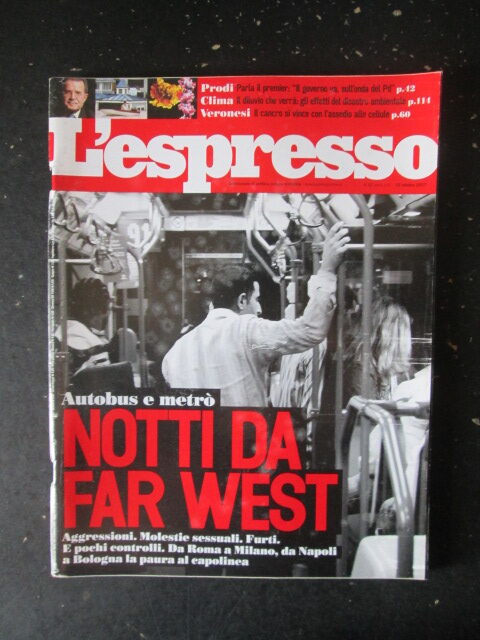 Prodi Parla il premier: "Il governo va, sull'onda del Pd" p.42
Clima Il diluvio che verrà: gli effetti del disastro ambientale p.114
Veronesi Il cancro si vince con l'assedio alle cellule p.60
L'espresso
91
Autobus e metrò
NOTTI DA
FAR WEST
Aggressioni. Molestie sessuali. Furti.
E pochi controlli. Da Roma a Milano, da Napoli
a Bologna la paura al capolinea